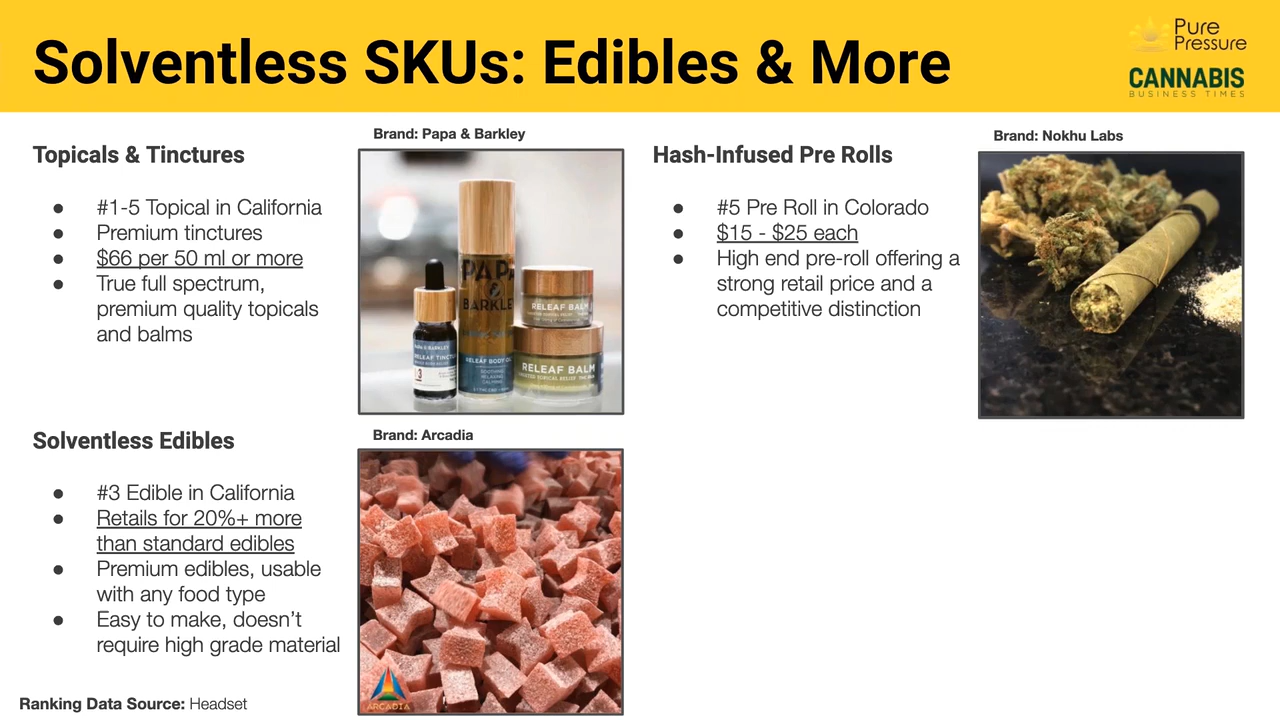 Solventless SKUs: Edibles & More
Pure
Pressure
CANNABIS
BUSINESS TIMES
Topicals & Tinctures
#1-5 Topical in California
Premium tinctures
$66 per 50 ml or more
True full spectrum,
premium quality topicals
and balms
Brand: Papa & Barkley
PAPA
&
BARKLEY
RELEAF BALM
RELEAF TINCTU
RELEAF BODY OIL
SOOTHING
RELAXING
CALMING
RELEAF BALM
Hash-Infused Pre Rolls
#5 Pre Roll in Colorado
$15 - $25 each
High end pre-roll offering a
strong retail price and a
competitive distinction
Brand: Nokhu Labs
Solventless Edibles
#3 Edible in California
Retails for 20%+ more
than standard edibles
Premium edibles, usable
with any food type
Easy to make, doesn't
require high grade material
Brand: Arcadia
ARCADIA
Ranking Data Source: Headset